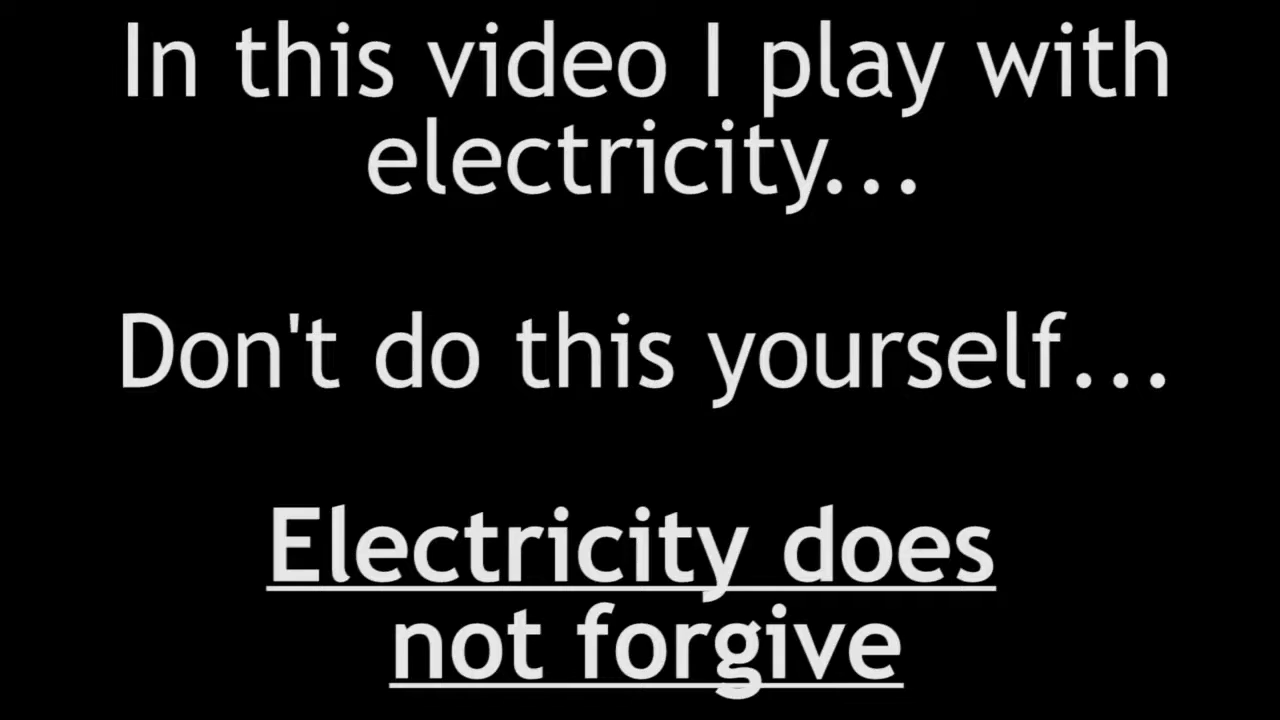 In this video I play with
electricity...
Don't do this yourself...
Electricity does
not forgive